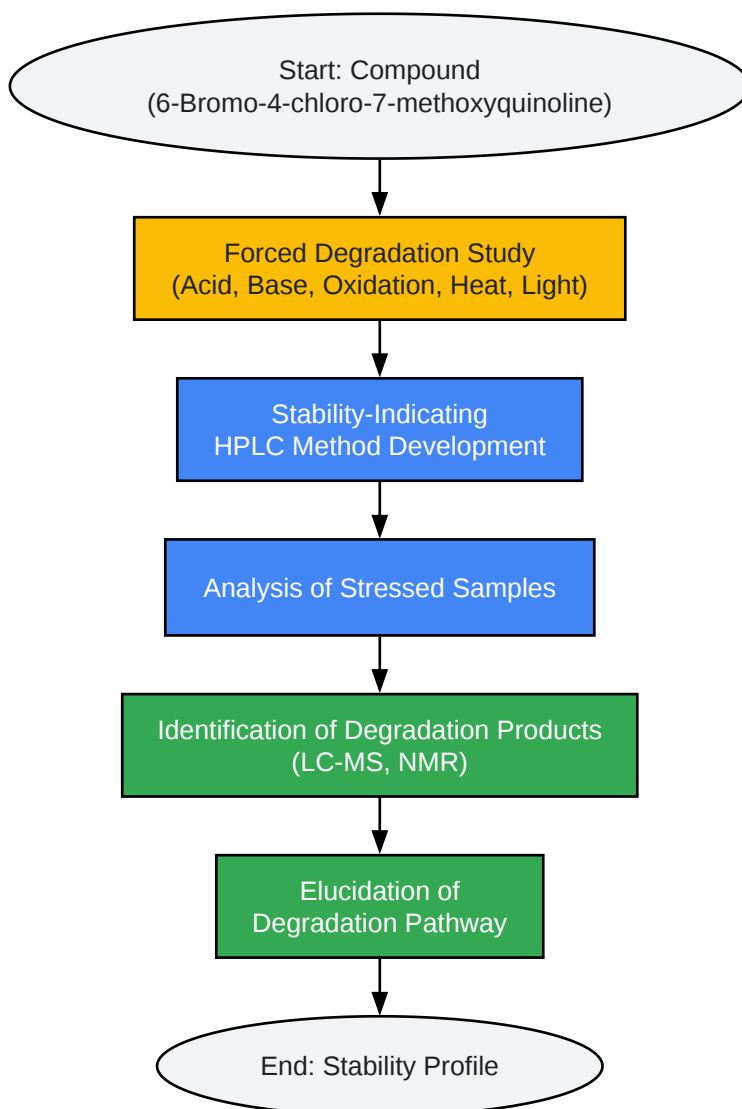 Start: Compound
(6-Bromo-4-chloro-7-methoxyquinoline)
Forced Degradation Study
(Acid, Base, Oxidation, Heat, Light)
Stability-Indicating
HPLC Method Development
Analysis of Stressed Samples
Identification of Degradation Products
(LC-MS, NMR)
Elucidation of
Degradation Pathway
End: Stability Profile